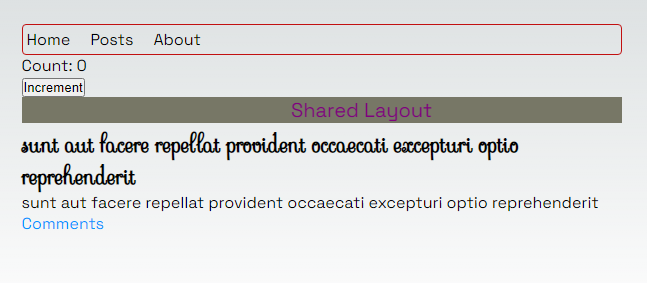 Home Posts About
Count: 0
Increment
Shared Layout
sunt aut facere repellat provident occaecati excepturi optio
reprehenderit
sunt aut facere repellat provident occaecati excepturi optio reprehenderit
Comments